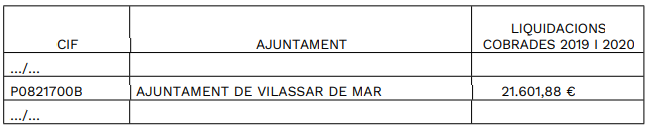 CIF AJUNTAMENT LIQUIDACIONS
COBRADES 2019 I 2020
.../...
P0821700B AJUNTAMENT DE VILASSAR DE MAR 21.601,88 €
.../...